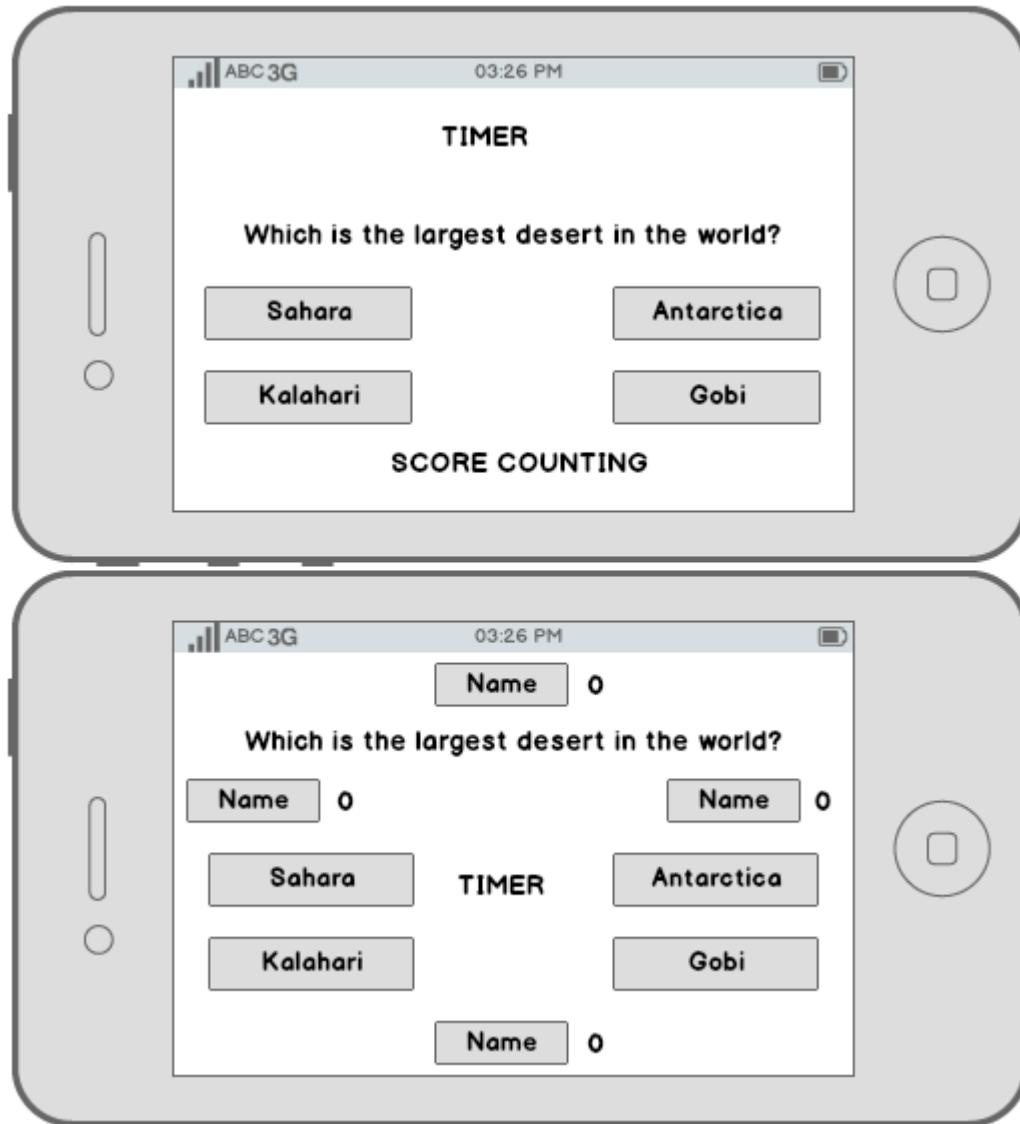 ABC 3G 03:26 PM
TIMER
Which is the largest desert in the world?
Sahara Antarctica
Kalahari Gobi
SCORE COUNTING
ABC 3G 03:26 PM
Name 0
Which is the largest desert in the world?
Name 0 Name 0
Sahara TIMER Antarctica
Kalahari Gobi
Name 0